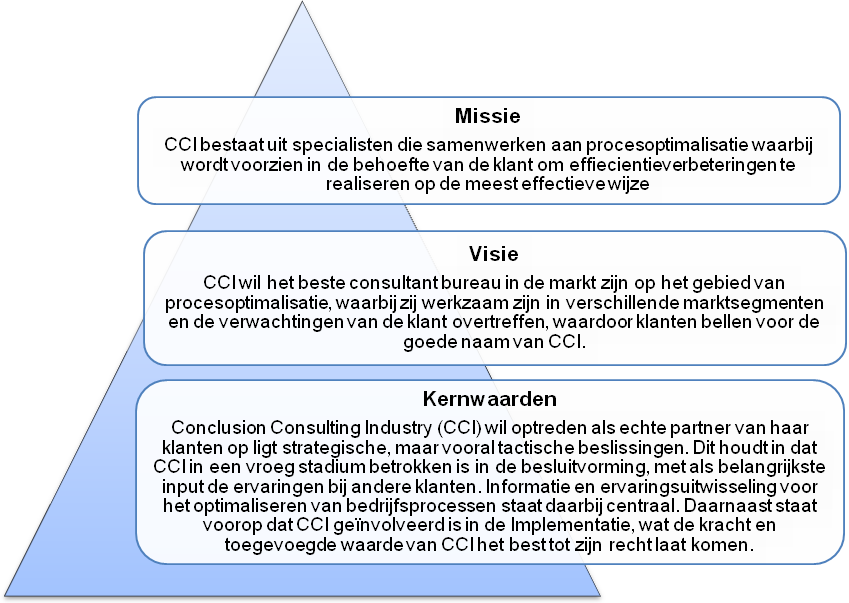 Missie
CCI bestaat uit specialisten die samenwerken aan procesoptimalisatie waarbij
wordt voorzien in de behoefte van de klant om effiecientieverbeteringen te
realiseren op de meest effectieve wijze
Visie
CCI wil het beste consultant bureau in de markt zijn op het gebied van
procesoptimalisatie, waarbij zij werkzaam zijn in verschillende marktsegmenten
en de verwachtingen van de klant overtreffen, waardoor klanten bellen voor de
goede naam van CCI.
Kernwaarden
Conclusion Consulting Industry (CCI) wil optreden als echte partner van haar
klanten op ligt strategische, maar vooral tactische beslissingen. Dit houdt in dat
CCI in een vroeg stadium betrokken is in de besluitvorming, met als belangrijkste
input de ervaringen bij andere klanten. Informatie en ervaringsuitwisseling voor
het optimaliseren van bedrijfsprocessen staat daarbij centraal. Daarnaast staat
voorop dat CCI geïnvolveerd is in de Implementatie, wat de kracht en
toegevoegde waarde van CCI het best tot zijn recht laat komen.